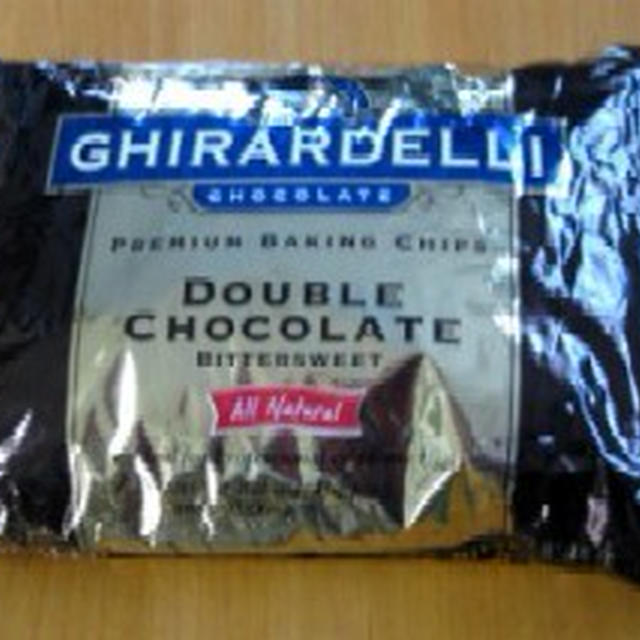 GHIRARDELLI
CHOCOLATE
PREMIUM BAKING CHIPS
DOUBLE
CHOCOLATE
BITTERSWEET
All Natural